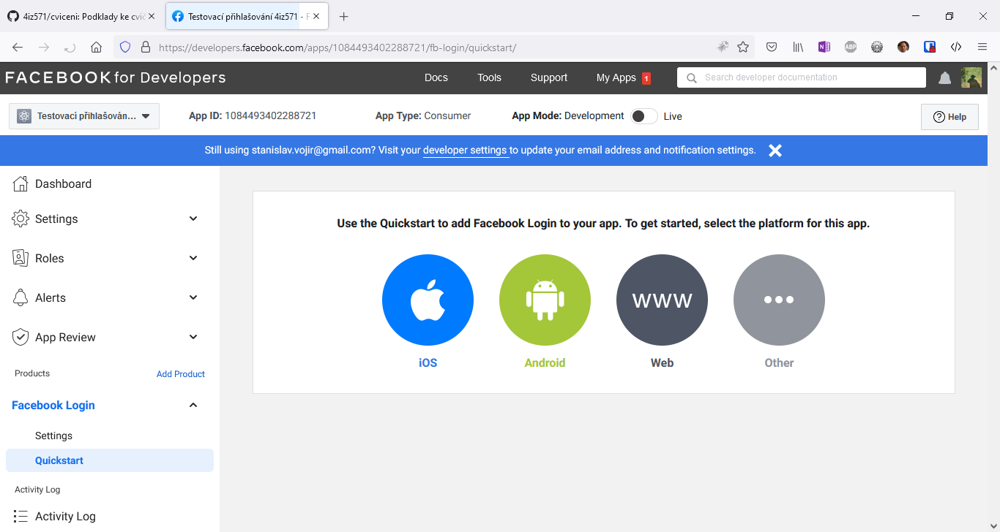 4iz571/cviceni: Podklady ke cvič
Testovací přihlašování 4iz571 - F
https://developers.facebook.com/apps/1084493402288721/fb-login/quickstart/
N
ABP
FACEBOOK for Developers
Docs
Tools
Support
My Apps 1
Search developer documentation
Testovací přihlašován...
App ID: 1084493402288721
App Type: Consumer
App Mode: Development
Live
? Help
Still using stanislav.vojir@gmail.com? Visit your developer settings to update your email address and notification settings.
Dashboard
Settings
Roles
Alerts
App Review
Products
Add Product
Facebook Login
Settings
Quickstart
Activity Log
Activity Log
Use the Quickstart to add Facebook Login to your app. To get started, select the platform for this app.
WWW
iOS
Android
Web
Other